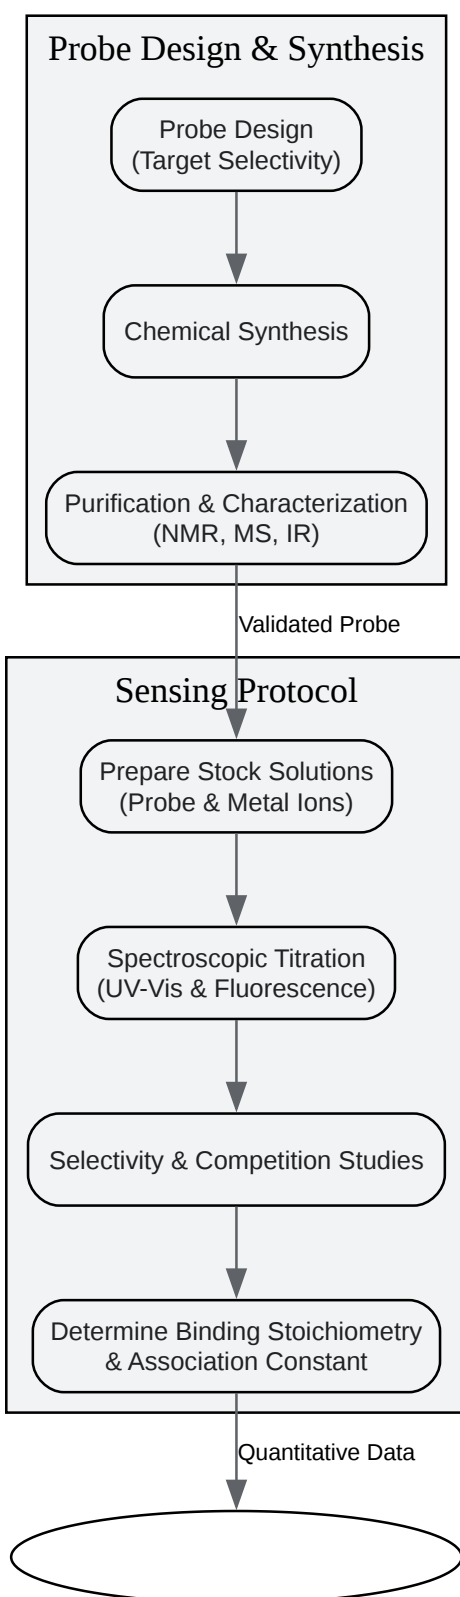 Probe Design & Synthesis
Probe Design
(Target Selectivity)
Chemical Synthesis
Purification & Characterization
(NMR, MS, IR)
Validated Probe
Sensing Protocol
Prepare Stock Solutions
(Probe & Metal Ions)
Spectroscopic Titration
(UV-Vis & Fluorescence)
Selectivity & Competition Studies
Determine Binding Stoichiometry
& Association Constant
Quantitative Data